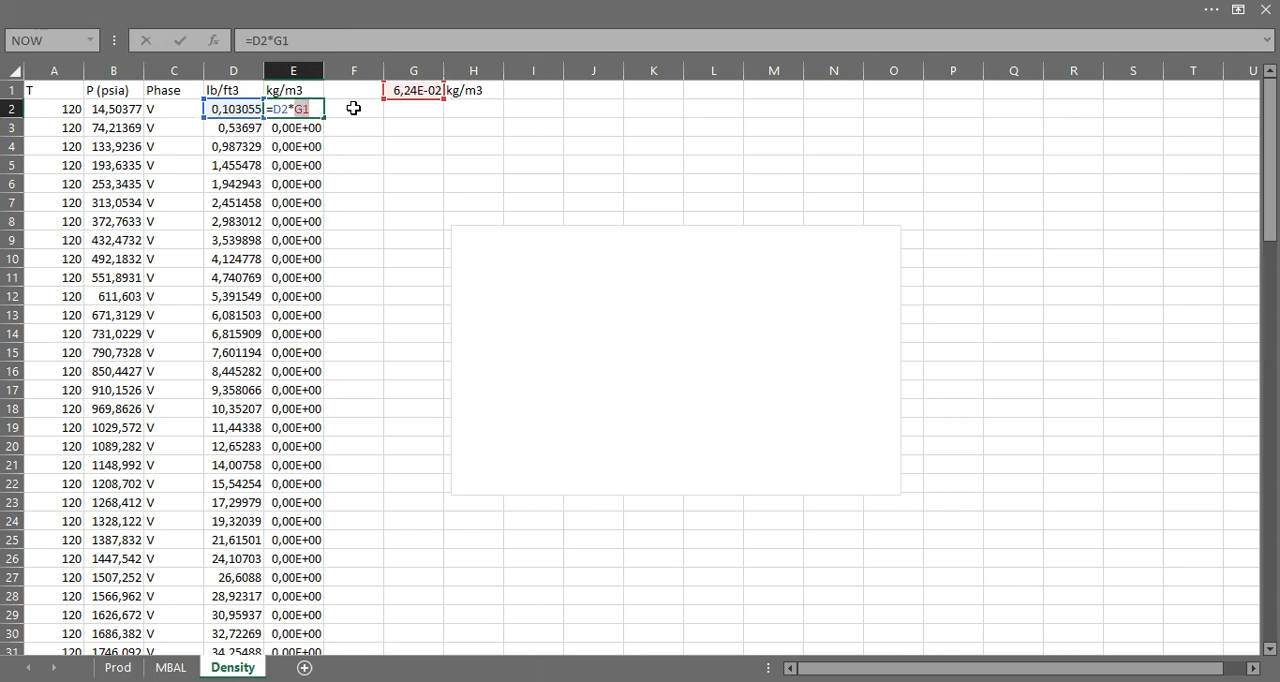 NOW =D2*G1
A B C D E F G H I J K L M N O P Q R S T U
1 T P (psia) Phase lb/ft3 kg/m3 6,24E-02 kg/m3
2 120 14,50377 V 0,103055 =D2*G1
3 120 74,21369 V 0,53697 0,00E+00
4 120 133,9236 V 0,987329 0,00E+00
5 120 193,6335 V 1,455478 0,00E+00
6 120 253,3435 V 1,942943 0,00E+00
7 120 313,0534 V 2,451458 0,00E+00
8 120 372,7633 V 2,983012 0,00E+00
9 120 432,4732 V 3,539898 0,00E+00
10 120 492,1832 V 4,124778 0,00E+00
11 120 551,8931 V 4,740769 0,00E+00
12 120 611,603 V 5,391549 0,00E+00
13 120 671,3129 V 6,081503 0,00E+00
14 120 731,0229 V 6,815909 0,00E+00
15 120 790,7328 V 7,601194 0,00E+00
16 120 850,4427 V 8,445282 0,00E+00
17 120 910,1526 V 9,358066 0,00E+00
18 120 969,8626 V 10,35207 0,00E+00
19 120 1029,572 V 11,44338 0,00E+00
20 120 1089,282 V 12,65283 0,00E+00
21 120 1148,992 V 14,00758 0,00E+00
22 120 1208,702 V 15,54254 0,00E+00
23 120 1268,412 V 17,29979 0,00E+00
24 120 1328,122 V 19,32039 0,00E+00
25 120 1387,832 V 21,61501 0,00E+00
26 120 1447,542 V 24,10703 0,00E+00
27 120 1507,252 V 26,6088 0,00E+00
28 120 1566,962 V 28,92317 0,00E+00
29 120 1626,672 V 30,95937 0,00E+00
30 120 1686,382 V 32,72269 0,00E+00
31 120 1746,092 V 34,25488 0,00E+00
Prod MBAL Density